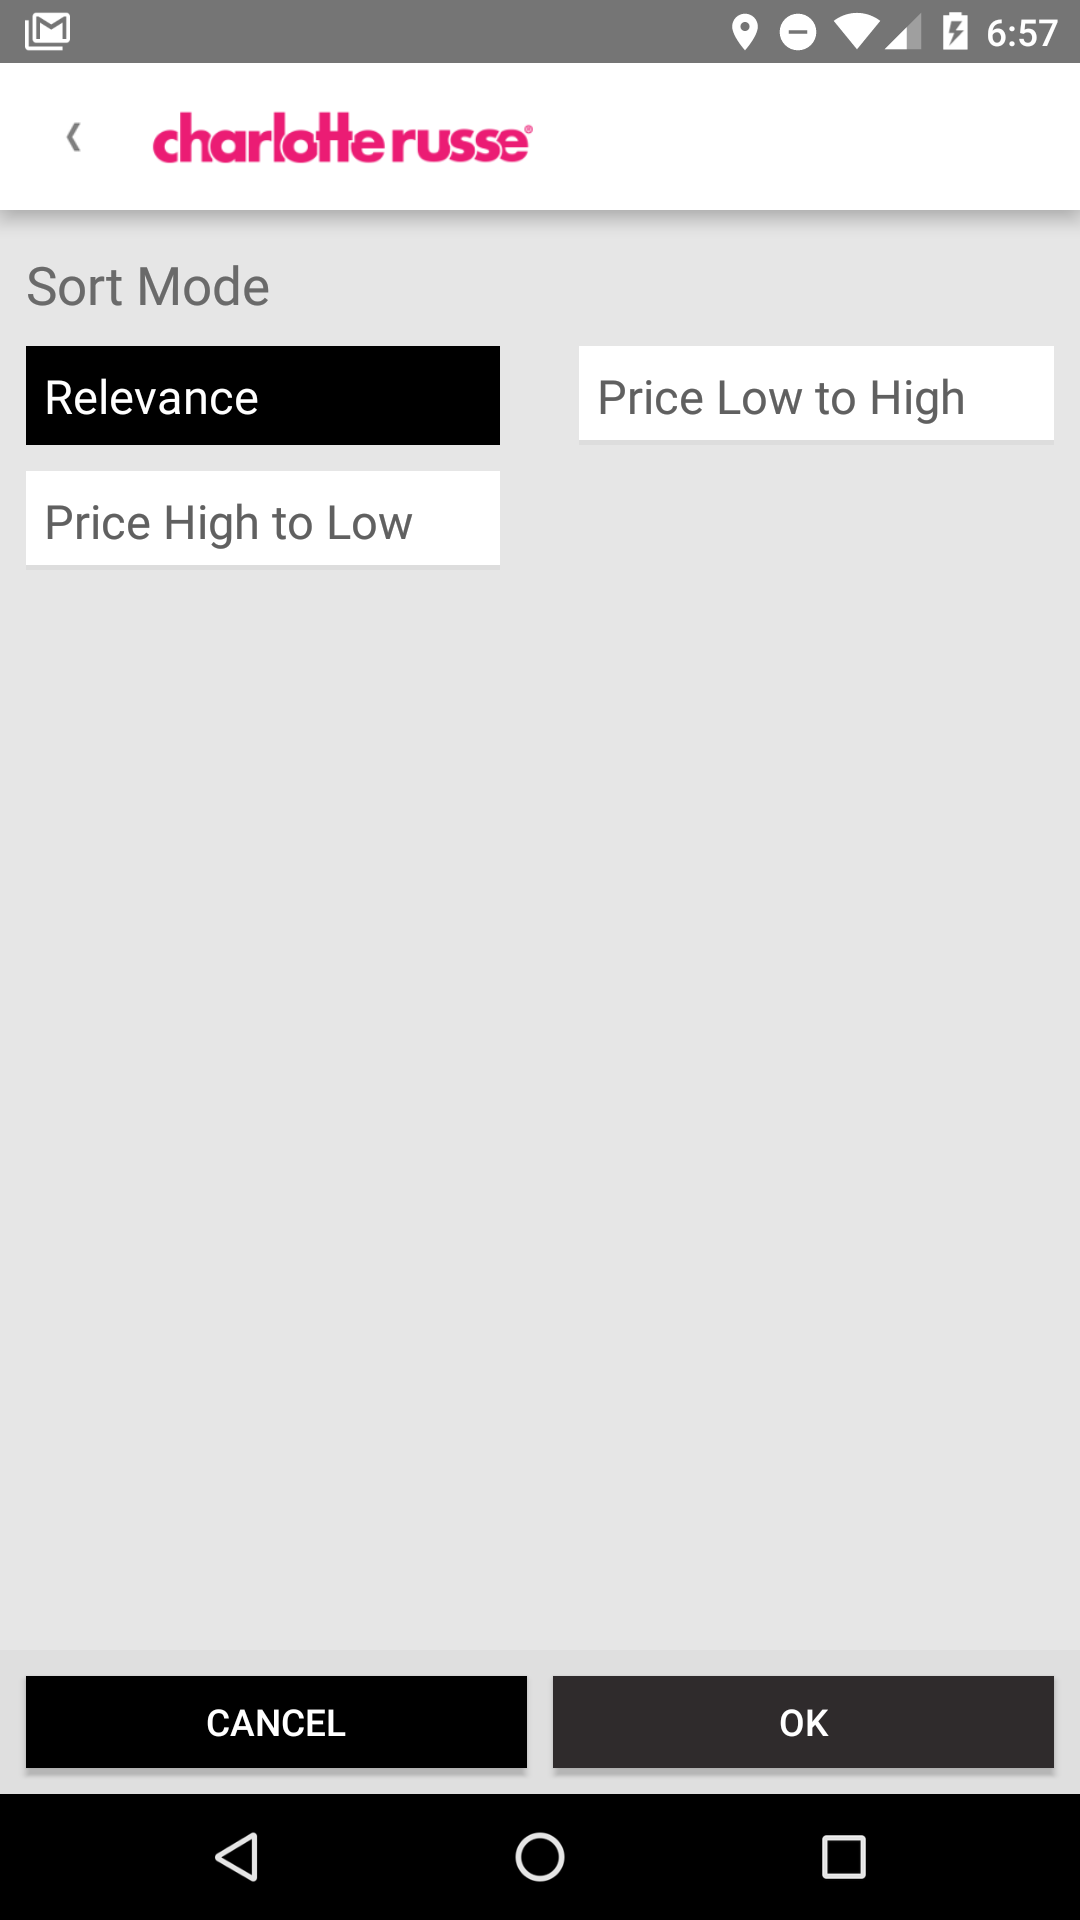 6:57
charlotte russe®
Sort Mode
Relevance
Price Low to High
Price High to Low
CANCEL
OK